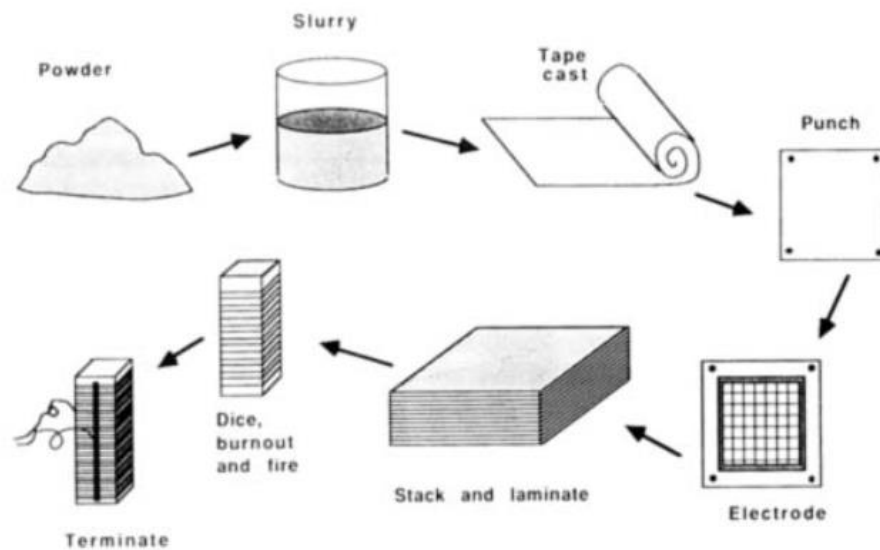 Powder
Slurry
Tape
cast
Punch
Electrode
Stack and laminate
Dice,
burnout
and fire
Terminate